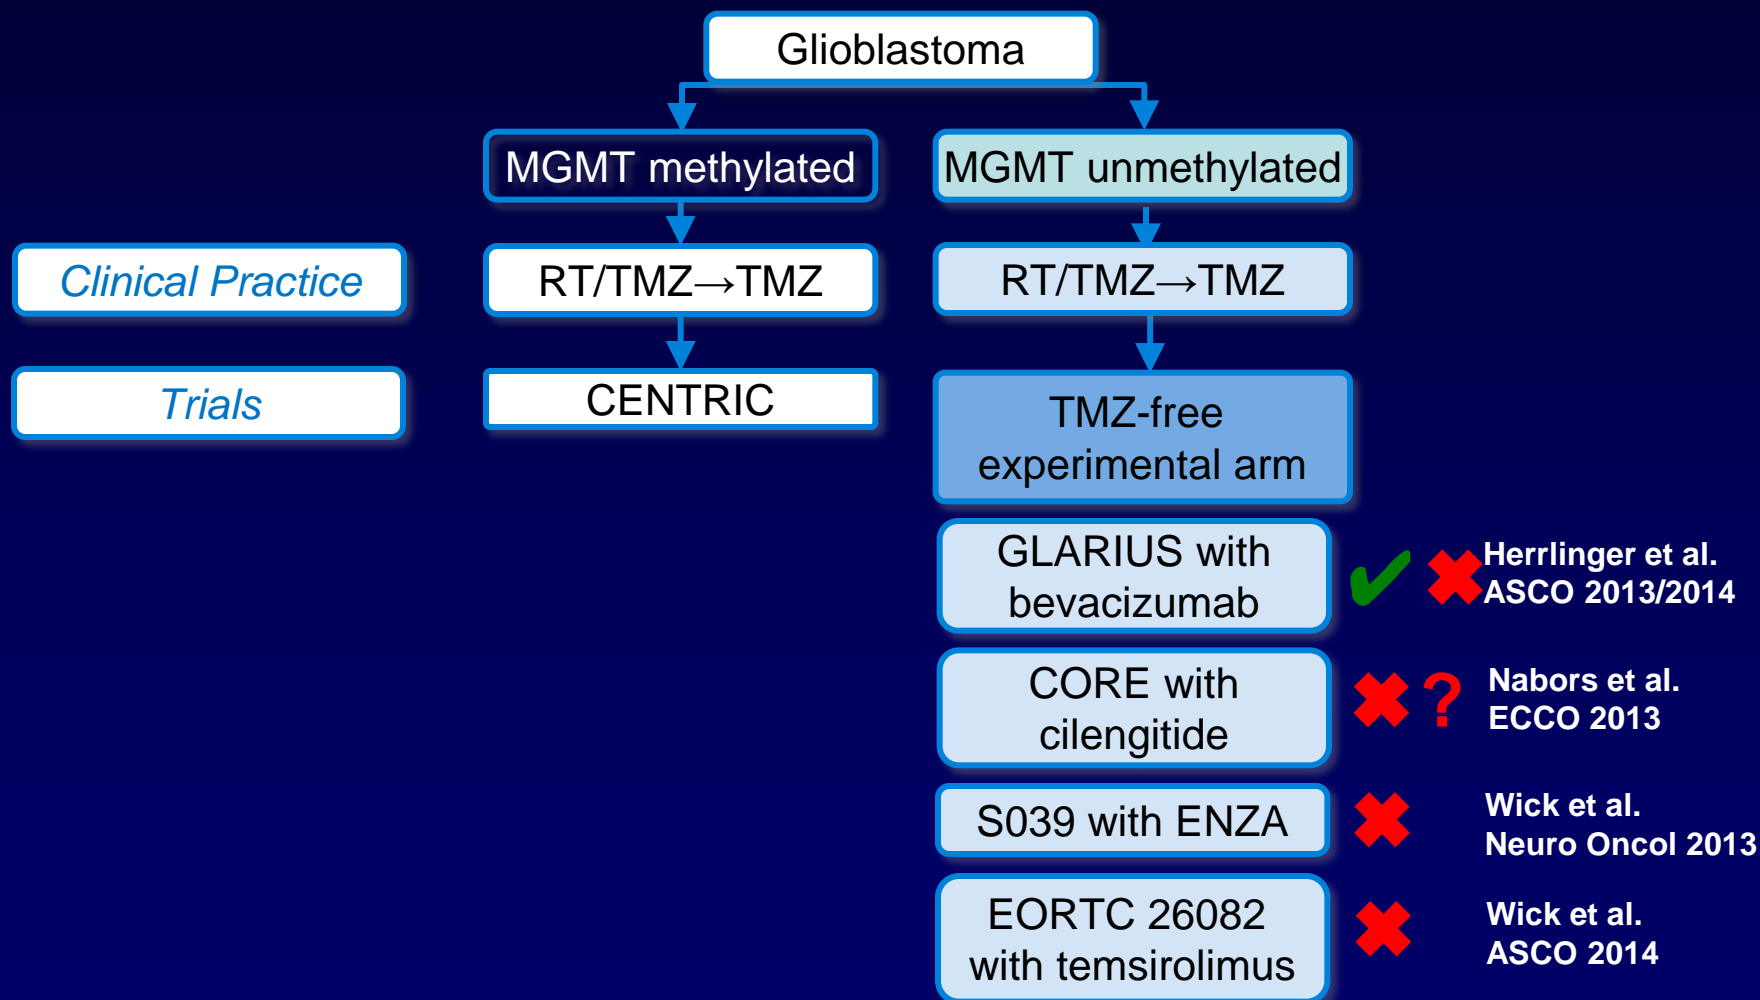 Glioblastoma
MGMT methylated
MGMT unmethylated
Clinical Practice
RT/TMZ→TMZ
RT/TMZ→TMZ
Trials
CENTRIC
TMZ-free
experimental arm
GLARIUS with
bevacizumab
Herrlinger et al.
ASCO 2013/2014
CORE with
cilengitide
?
Nabors et al.
ECCO 2013
S039 with ENZA
Wick et al.
Neuro Oncol 2013
EORTC 26082
with temsirolimus
Wick et al.
ASCO 2014